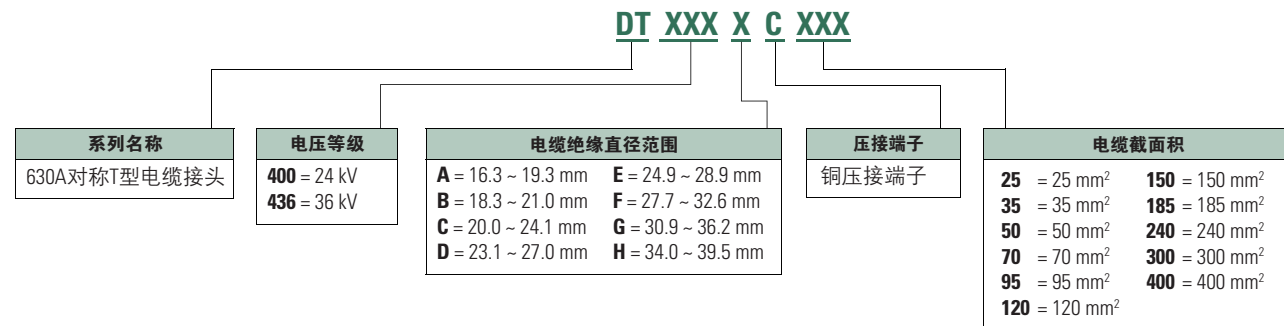 DT XXX X C XXX
系列名称
630A对称T型电缆接头
电压等级
400 = 24 kV
436 = 36 kV
电缆绝缘直径范围
A = 16.3 ~ 19.3 mm E = 24.9 ~ 28.9 mm
B = 18.3 ~ 21.0 mm F = 27.7 ~ 32.6 mm
C = 20.0 ~ 24.1 mm G = 30.9 ~ 36.2 mm
D = 23.1 ~ 27.0 mm H = 34.0 ~ 39.5 mm
压接端子
铜压接端子
电缆截面积
25 = 25 mm² 150 = 150 mm²
35 = 35 mm² 185 = 185 mm²
50 = 50 mm² 240 = 240 mm²
70 = 70 mm² 300 = 300 mm²
95 = 95 mm² 400 = 400 mm²
120 = 120 mm²